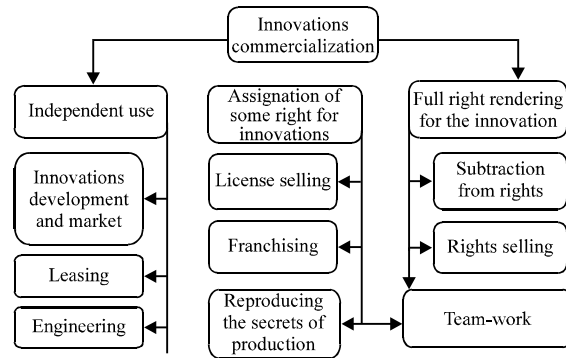 Innovations
commercialization
Independent use
Innovations
development
and market
Leasing
Engineering
Assignation of
some right for
innovations
License selling
Franchising
Reproducing
the secrets of
production
Full right rendering
for the innovation
Subtraction
from rights
Rights selling
Team-work